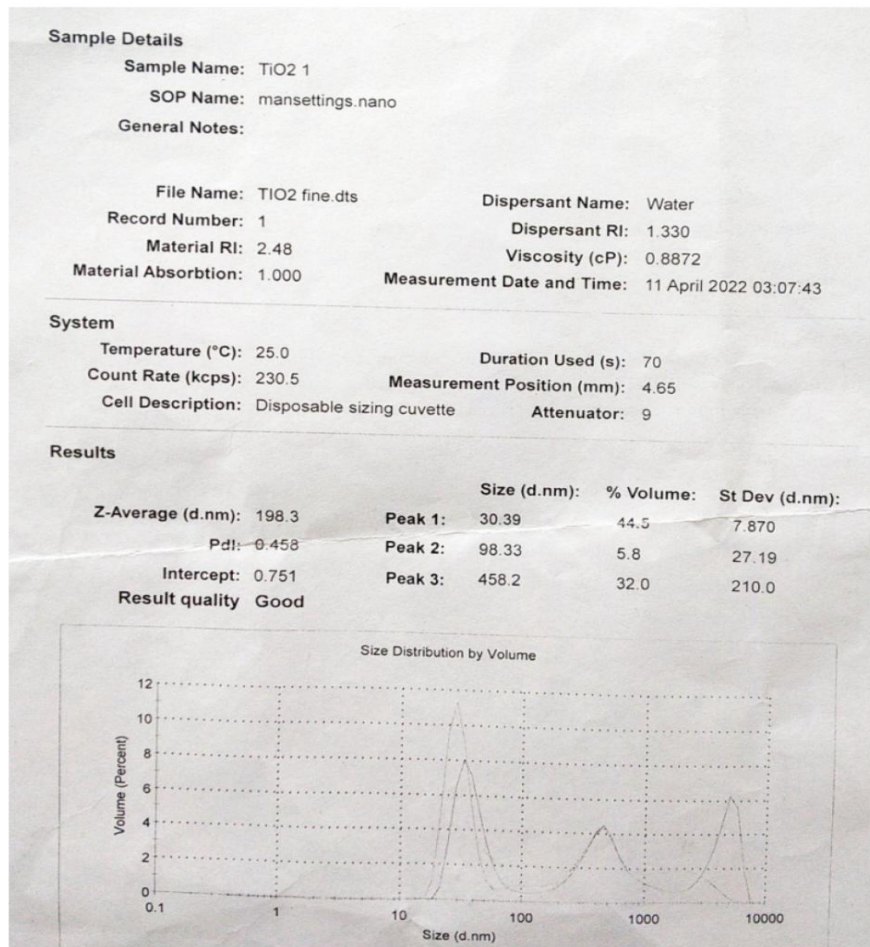 Sample Details
Sample Name: TiO2 1
SOP Name: mansettings.nano
General Notes:
File Name: TIO2 fine.dts
Dispersant Name: Water
Record Number: 1
Dispersant RI: 1.330
Material RI: 2.48
Viscosity (cP): 0.8872
Material Absorbtion: 1.000
Measurement Date and Time: 11 April 2022 03:07:43
System
Temperature (°C): 25.0
Duration Used (s): 70
Count Rate (kcps): 230.5
Measurement Position (mm): 4.65
Cell Description: Disposable sizing cuvette
Attenuator: 9
Results
Size (d.nm): % Volume: St Dev (d.nm):
Z-Average (d.nm): 198.3 Peak 1: 30.39 44.5 7.870
PdI: 0.458 Peak 2: 98.33 5.8 27.19
Intercept: 0.751 Peak 3: 458.2 32.0 210.0
Result quality Good
Size Distribution by Volume
12
10
8
6
4
2
0
Volume (Percent)
0.1 1 10 100 1000 10000
Size (d.nm)